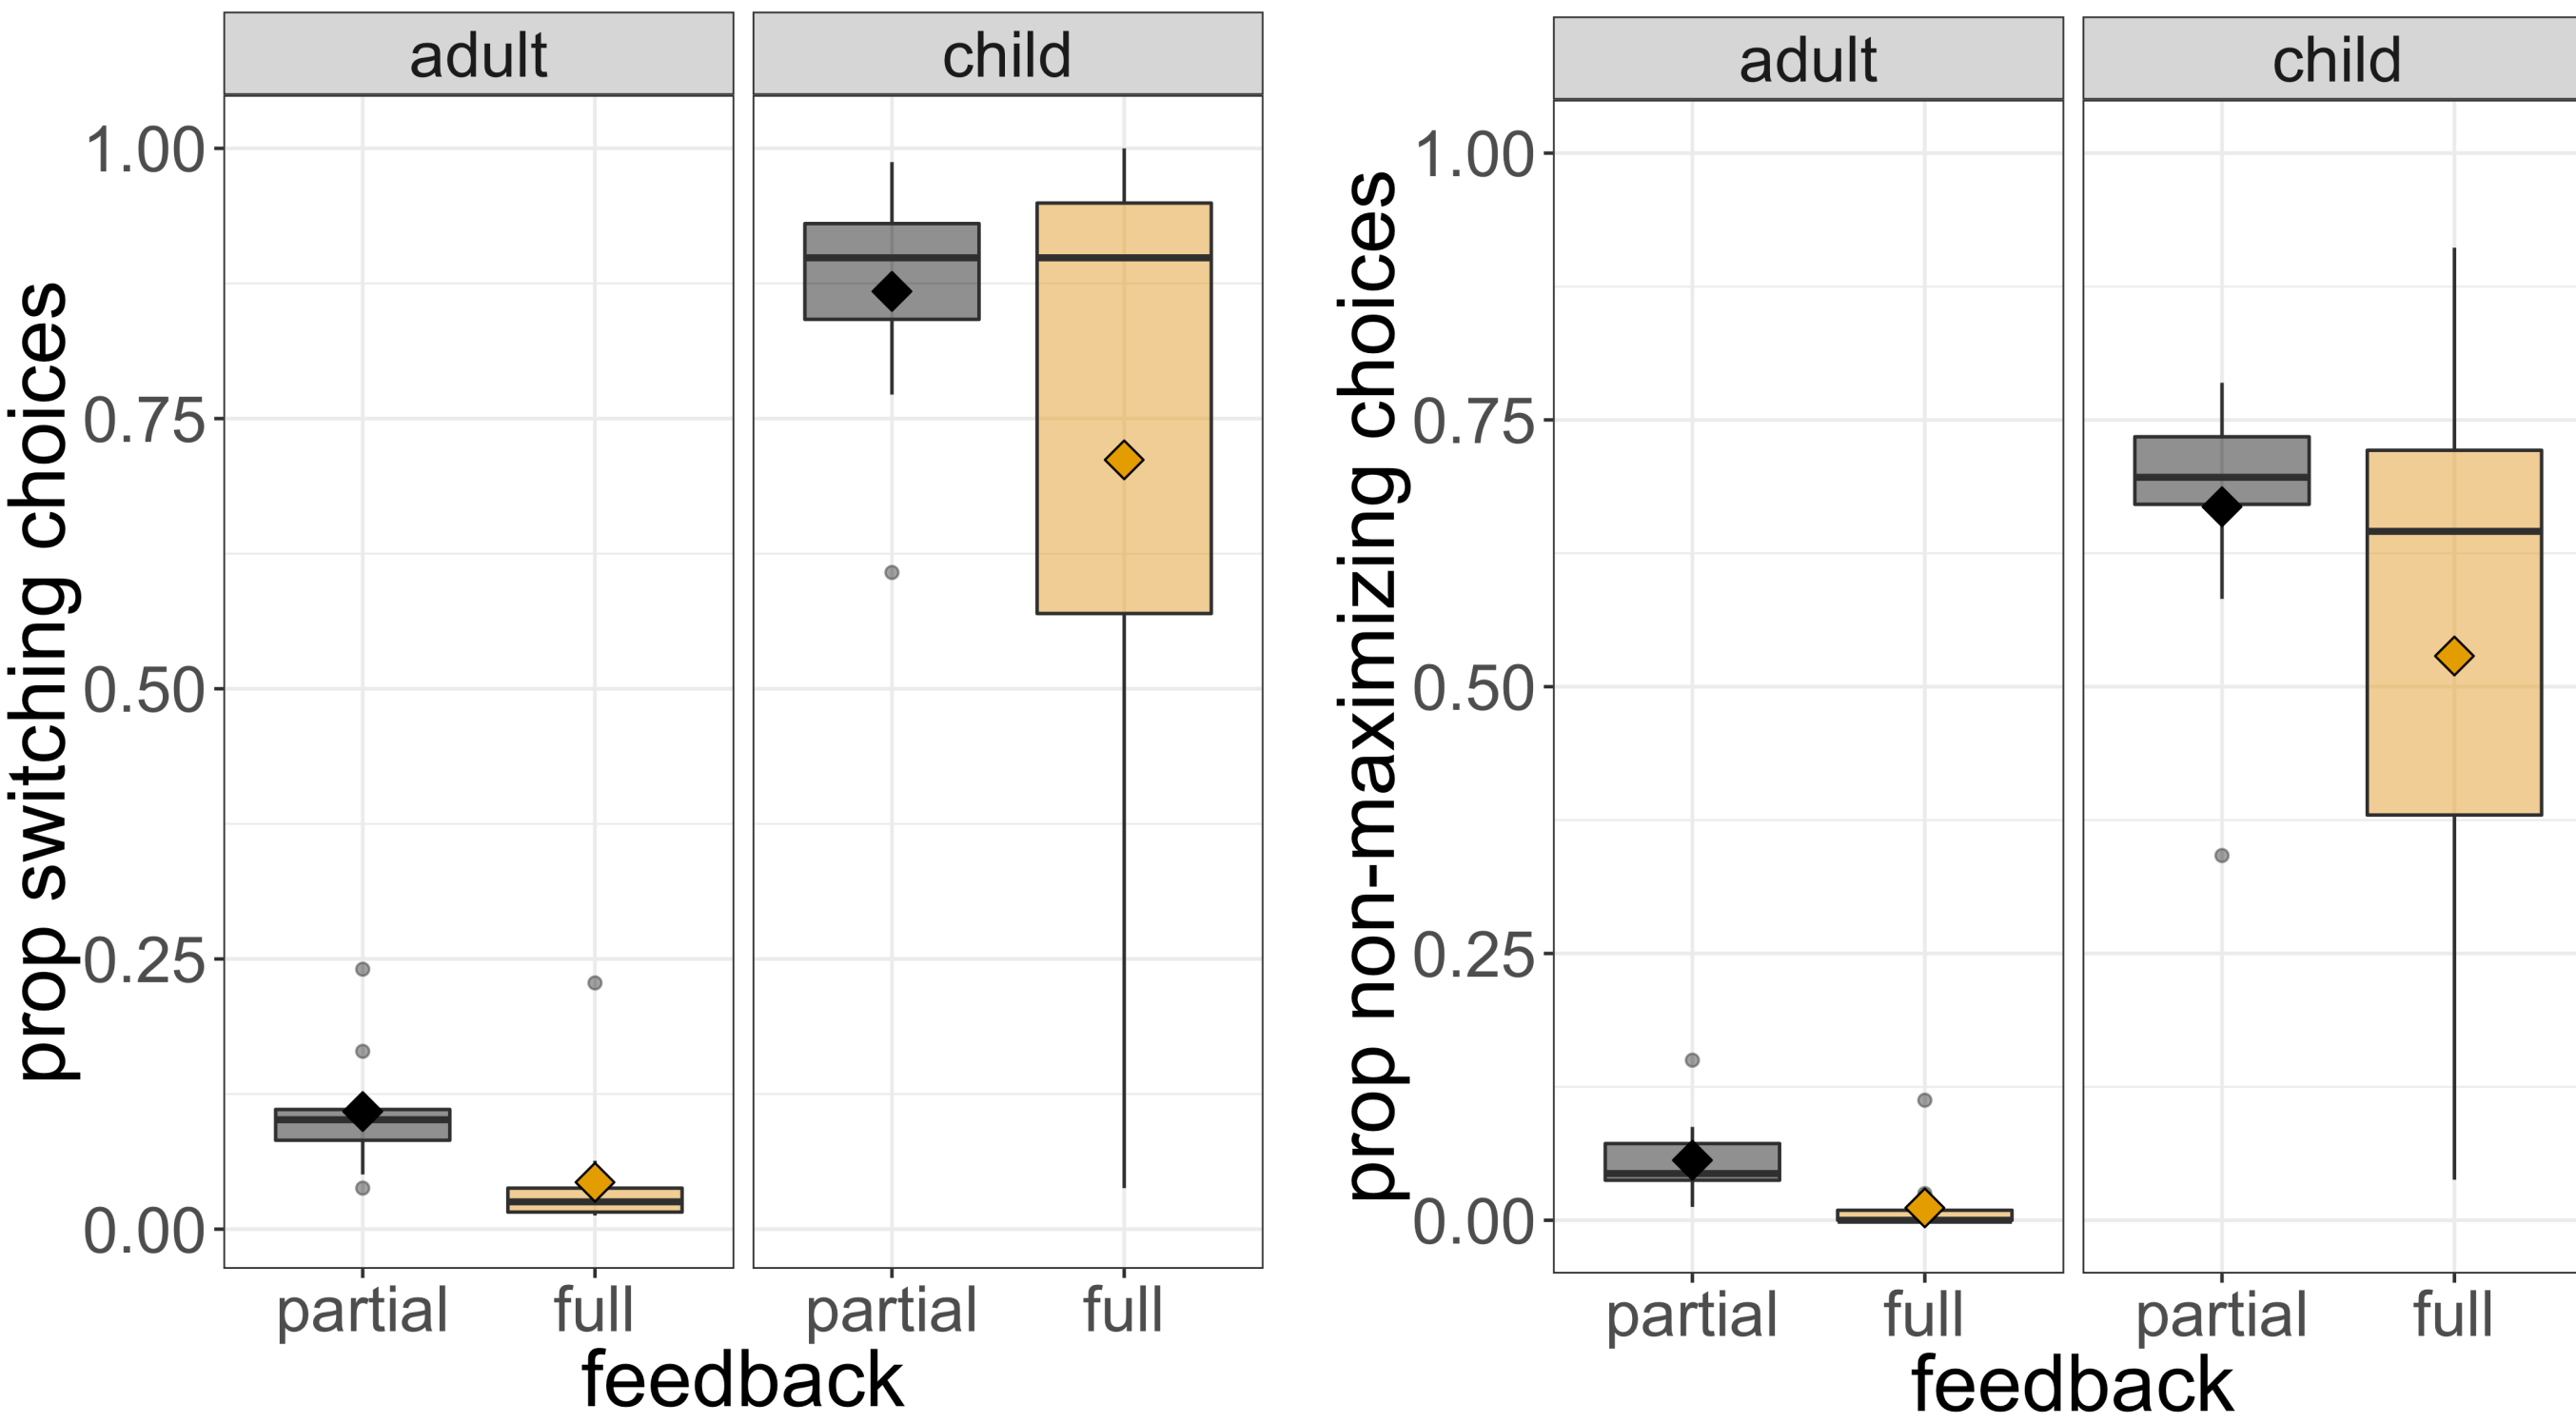 adult child
prop switching choices
1.00
0.75
0.50
0.25
0.00
partial full partial full
feedback
adult child
prop non-maximizing choices
1.00
0.75
0.50
0.25
0.00
partial full partial full
feedback